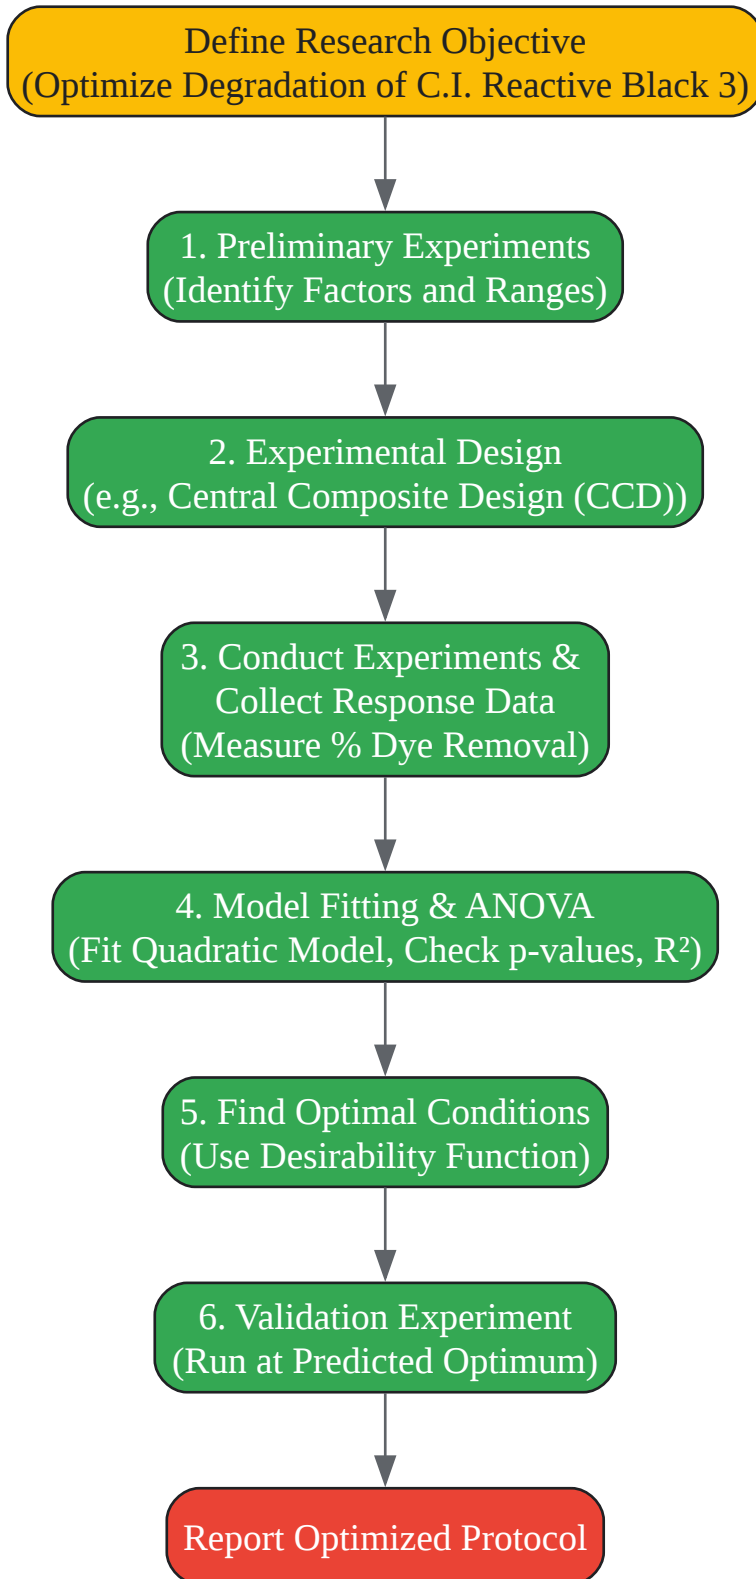 Define Research Objective
(Optimize Degradation of C.I. Reactive Black 3)
1. Preliminary Experiments
(Identify Factors and Ranges)
2. Experimental Design
(e.g., Central Composite Design (CCD))
3. Conduct Experiments &
Collect Response Data
(Measure % Dye Removal)
4. Model Fitting & ANOVA
(Fit Quadratic Model, Check p-values, R²)
5. Find Optimal Conditions
(Use Desirability Function)
6. Validation Experiment
(Run at Predicted Optimum)
Report Optimized Protocol